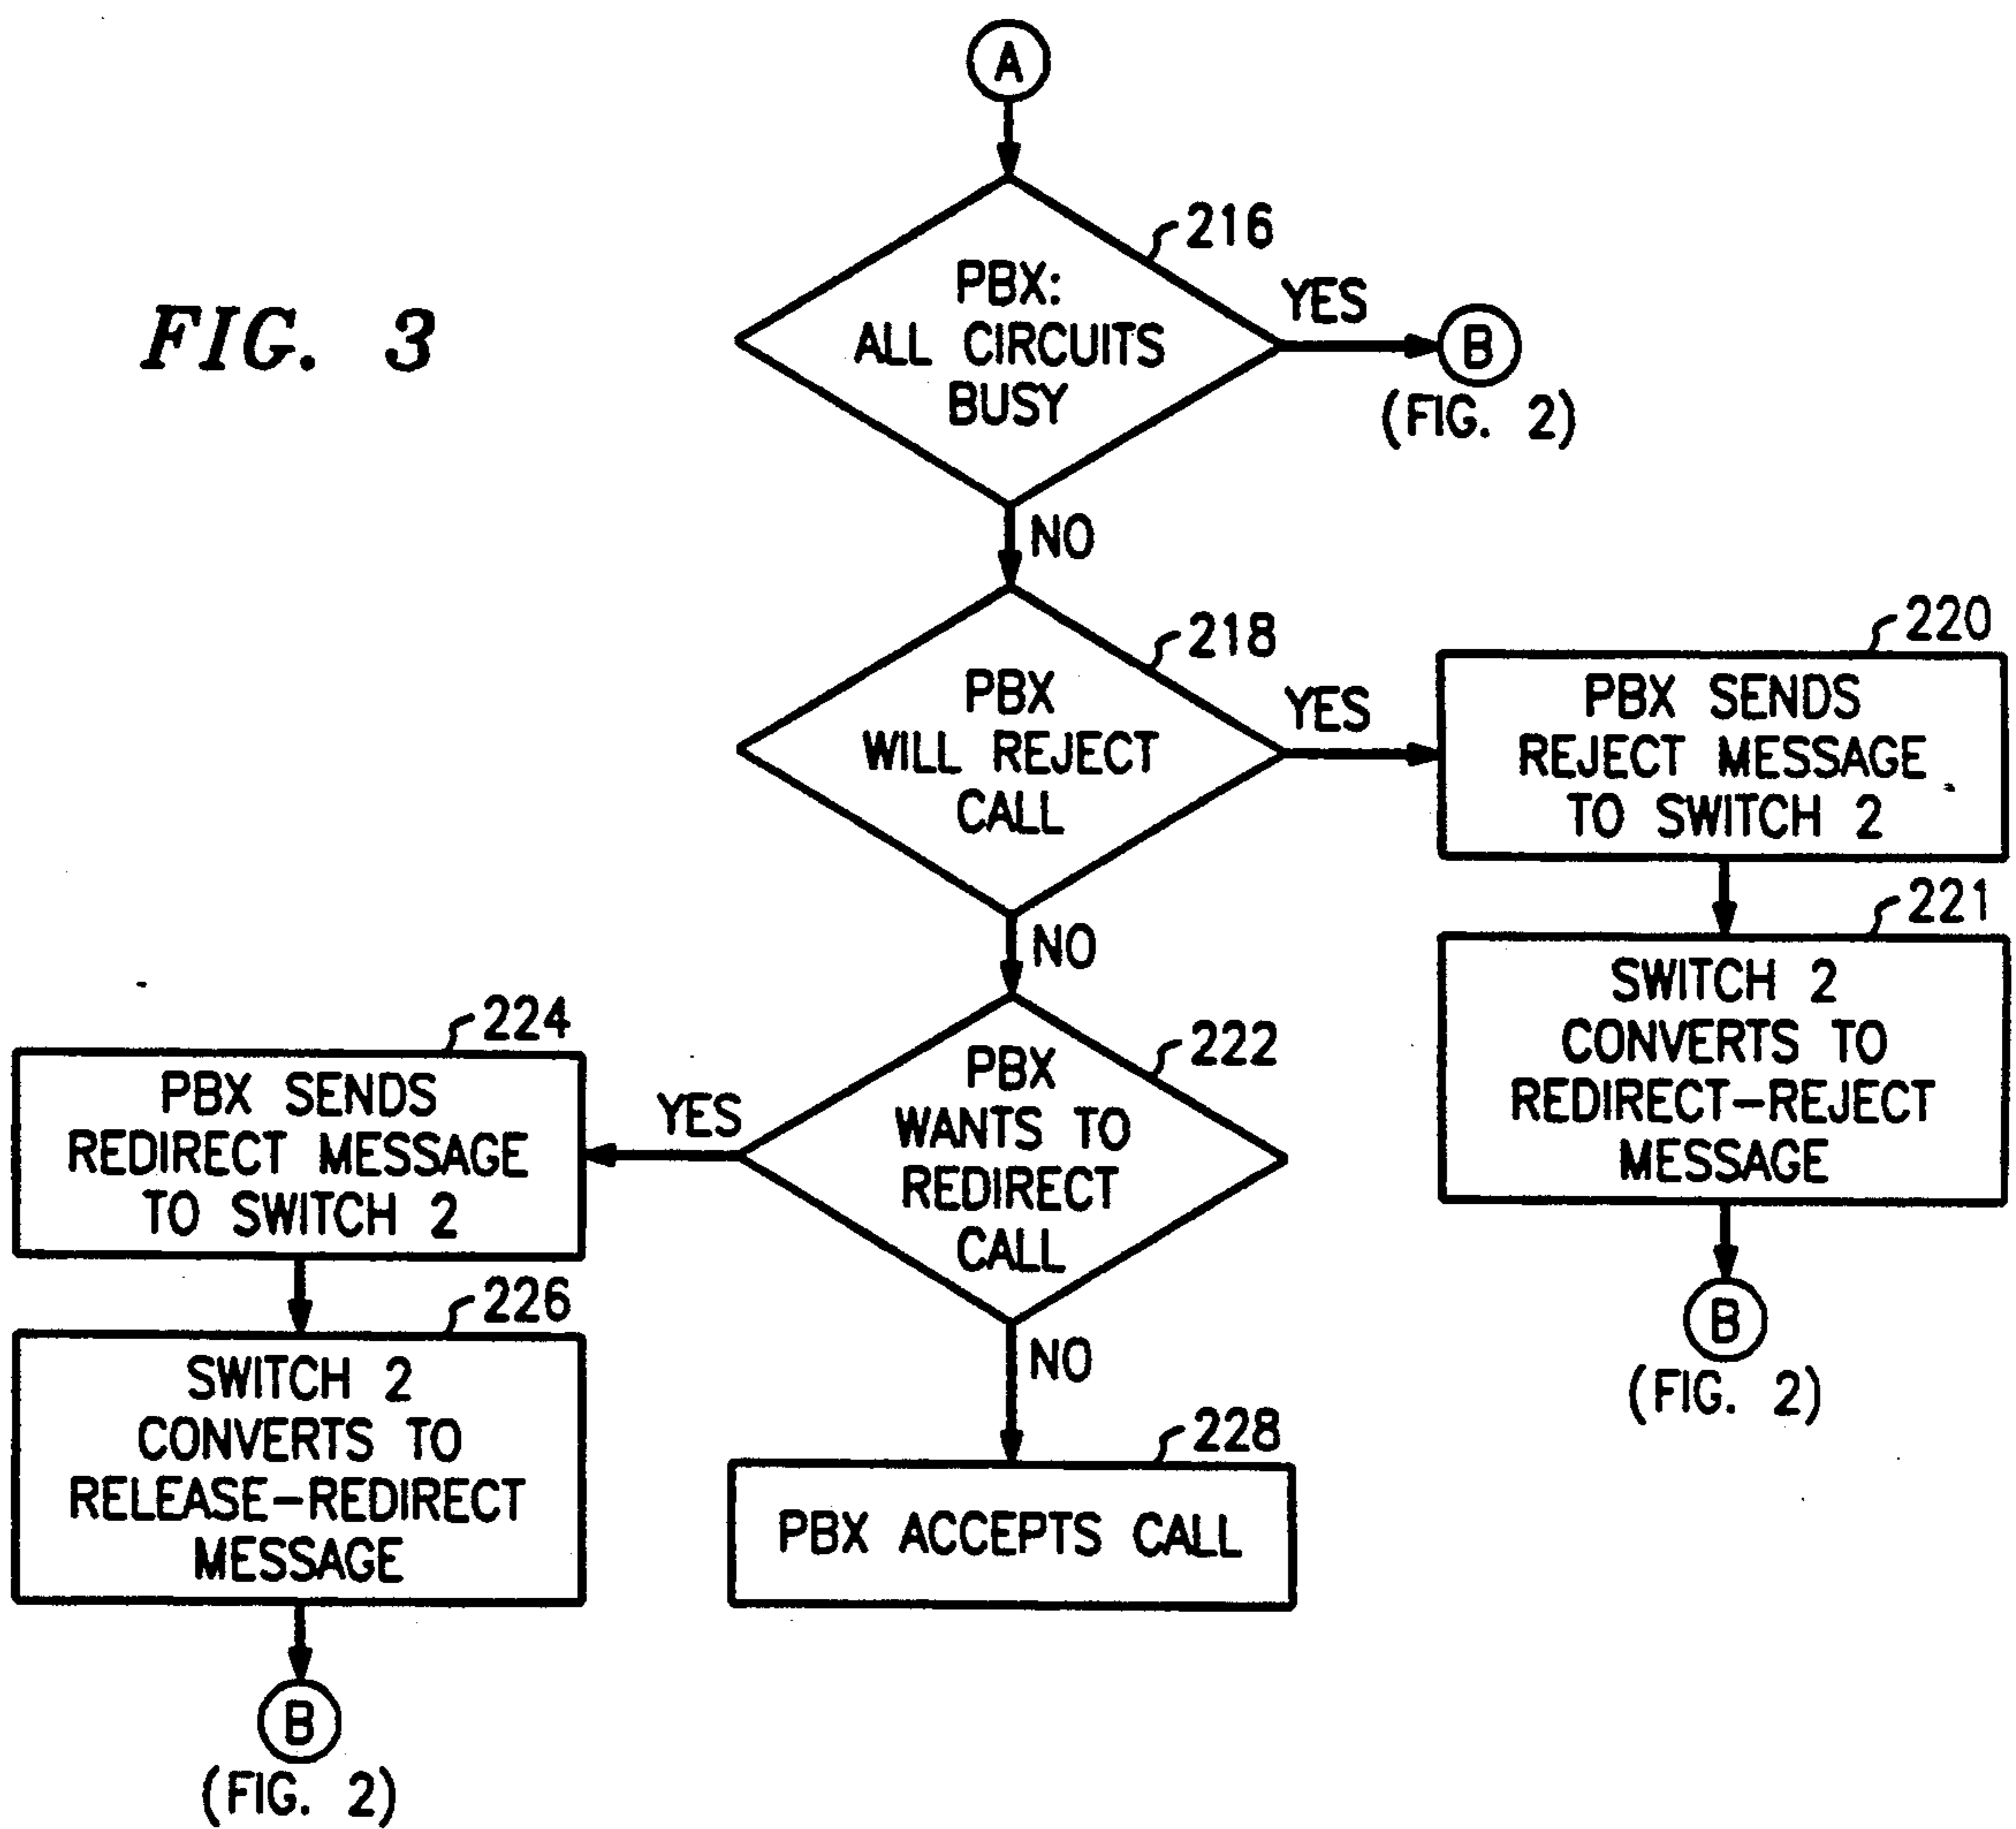 A
216
PBX:
ALL CIRCUITS
BUSY
YES
B
(FIG. 2)
FIG. 3
NO
218
PBX
WILL REJECT
CALL
YES
220
PBX SENDS
REJECT MESSAGE
TO SWITCH 2
221
SWITCH 2
CONVERTS TO
REDIRECT-REJECT
MESSAGE
B
(FIG. 2)
NO
222
PBX
WANTS TO
REDIRECT
CALL
YES
224
PBX SENDS
REDIRECT MESSAGE
TO SWITCH 2
226
SWITCH 2
CONVERTS TO
RELEASE-REDIRECT
MESSAGE
B
(FIG. 2)
NO
228
PBX ACCEPTS CALL